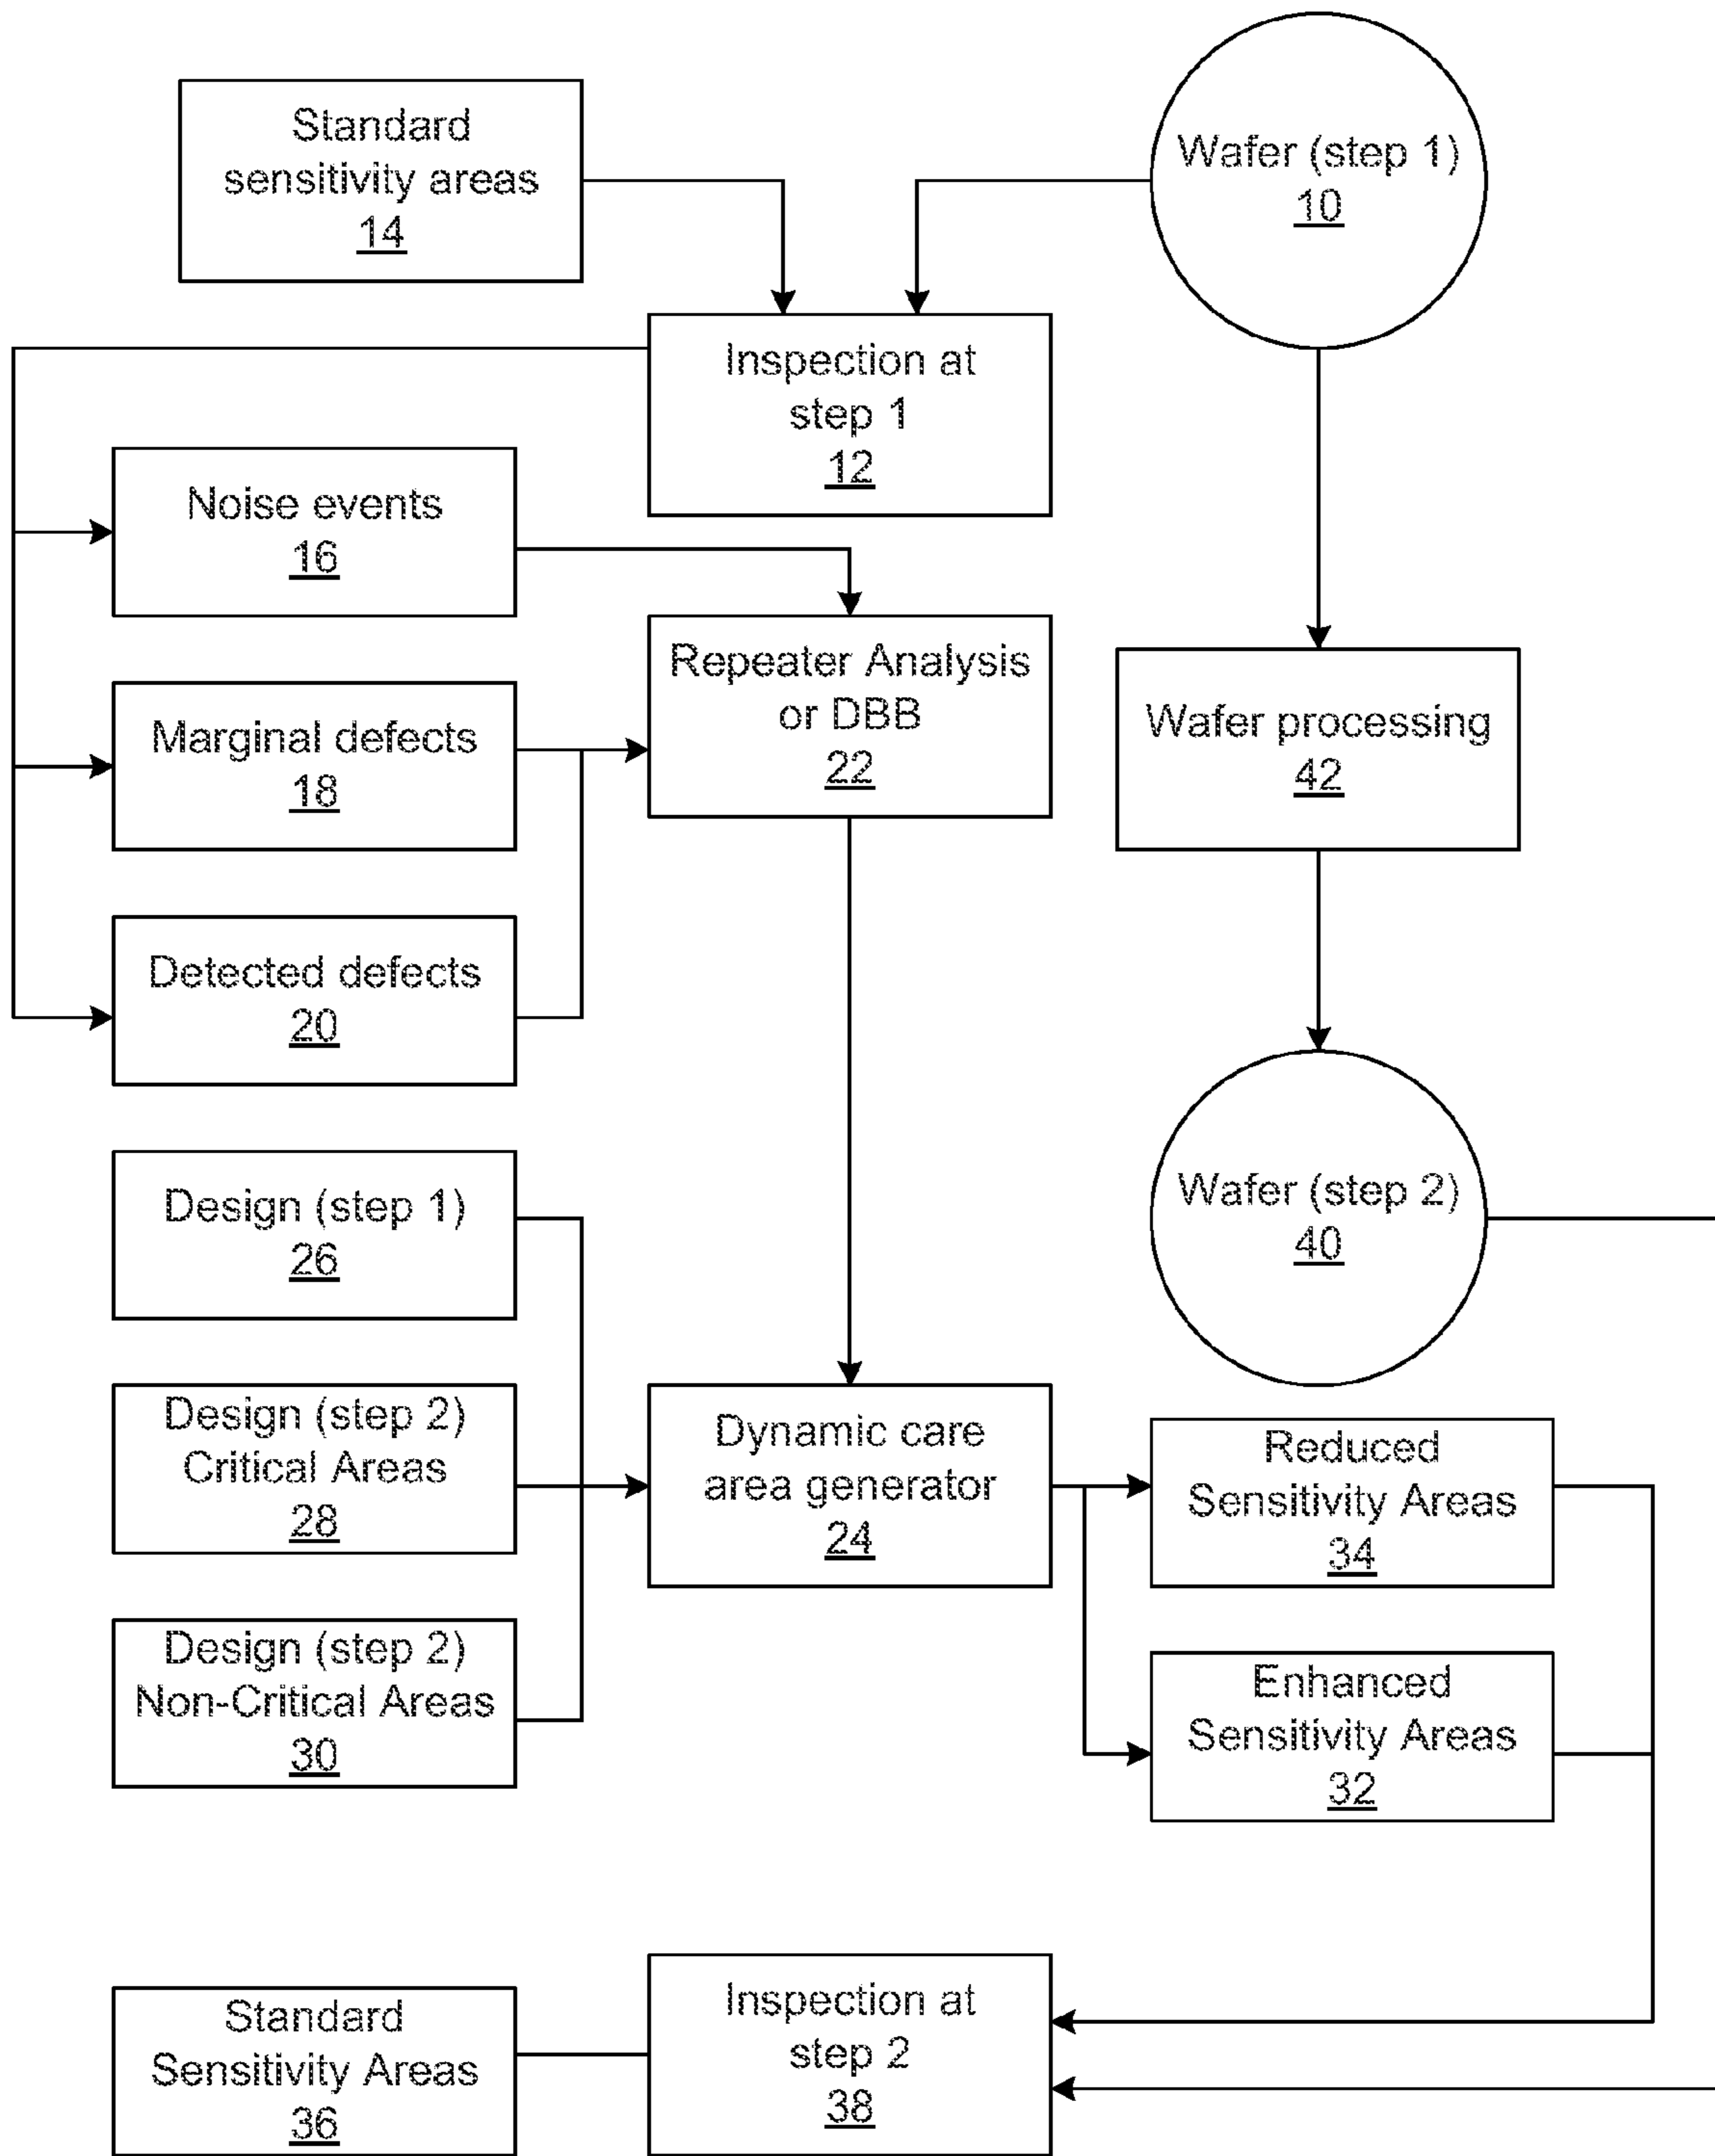 Standard
sensitivity areas
14
Wafer (step 1)
10
Inspection at
step 1
12
Noise events
16
Repeater Analysis
or DBB
22
Wafer processing
42
Marginal defects
18
Detected defects
20
Design (step 1)
26
Wafer (step 2)
40
Design (step 2)
Critical Areas
28
Dynamic care
area generator
24
Reduced
Sensitivity Areas
34
Design (step 2)
Non-Critical Areas
30
Enhanced
Sensitivity Areas
32
Standard
Sensitivity Areas
36
Inspection at
step 2
38